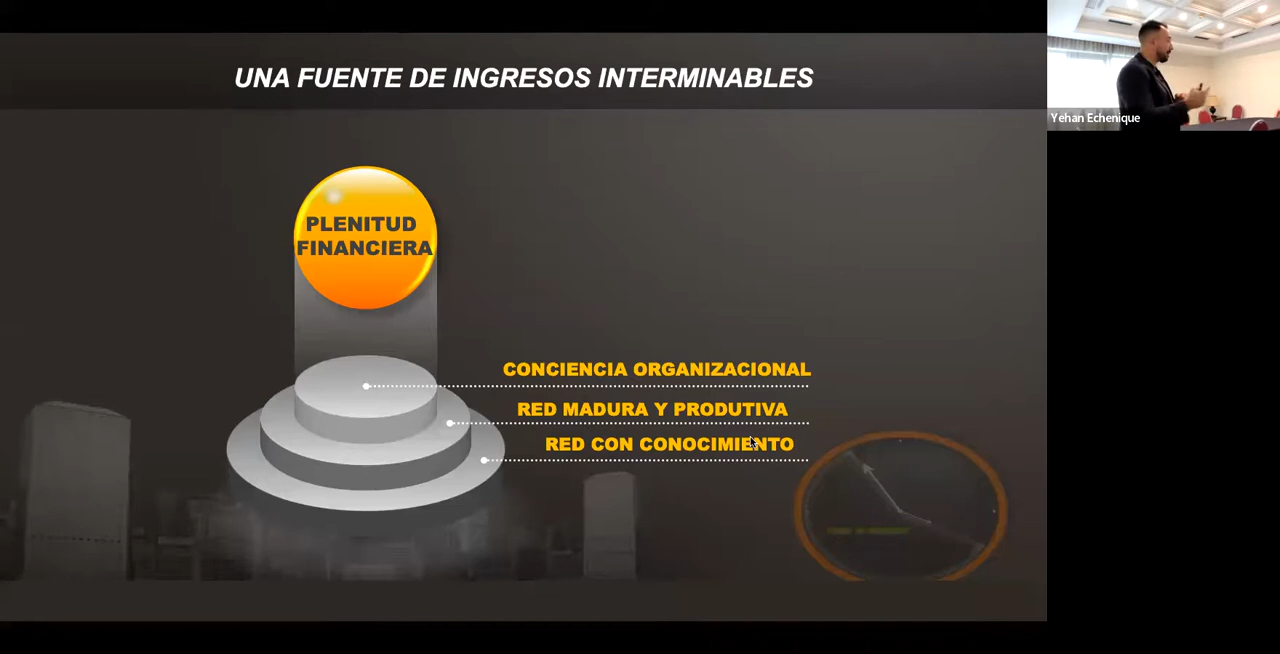 UNA FUENTE DE INGRESOS INTERMINABLES
Yehan Echenique
PLENITUD
FINANCIERA
CONCIENCIA ORGANIZACIONAL
RED MADURA Y PRODUTIVA
RED CON CONOCIMIENTO